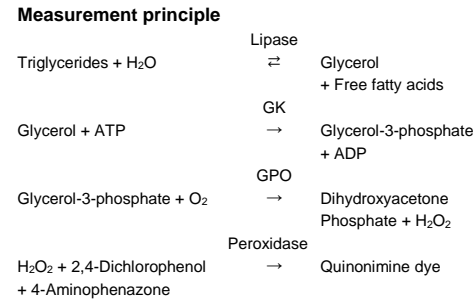 Measurement principle
Lipase
Triglycerides + H₂O ⇄ Glycerol
+ Free fatty acids
GK
Glycerol + ATP → Glycerol-3-phosphate
+ ADP
GPO
Glycerol-3-phosphate + O₂ → Dihydroxyacetone
Phosphate + H₂O₂
Peroxidase
H₂O₂ + 2,4-Dichlorophenol → Quinonimine dye
+ 4-Aminophenazone